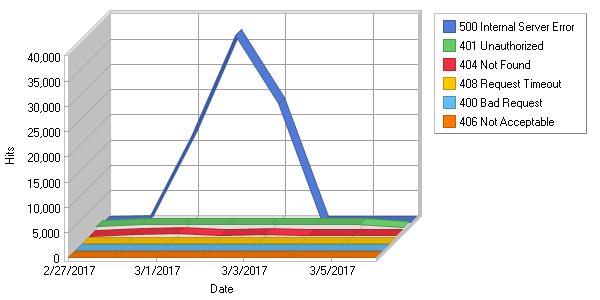 500 Internal Server Error
401 Unauthorized
404 Not Found
408 Request Timeout
400 Bad Request
406 Not Acceptable
40,000
35,000
30,000
25,000
20,000
15,000
10,000
5,000
0
Hits
2/27/2017 3/1/2017 3/3/2017 3/5/2017
Date